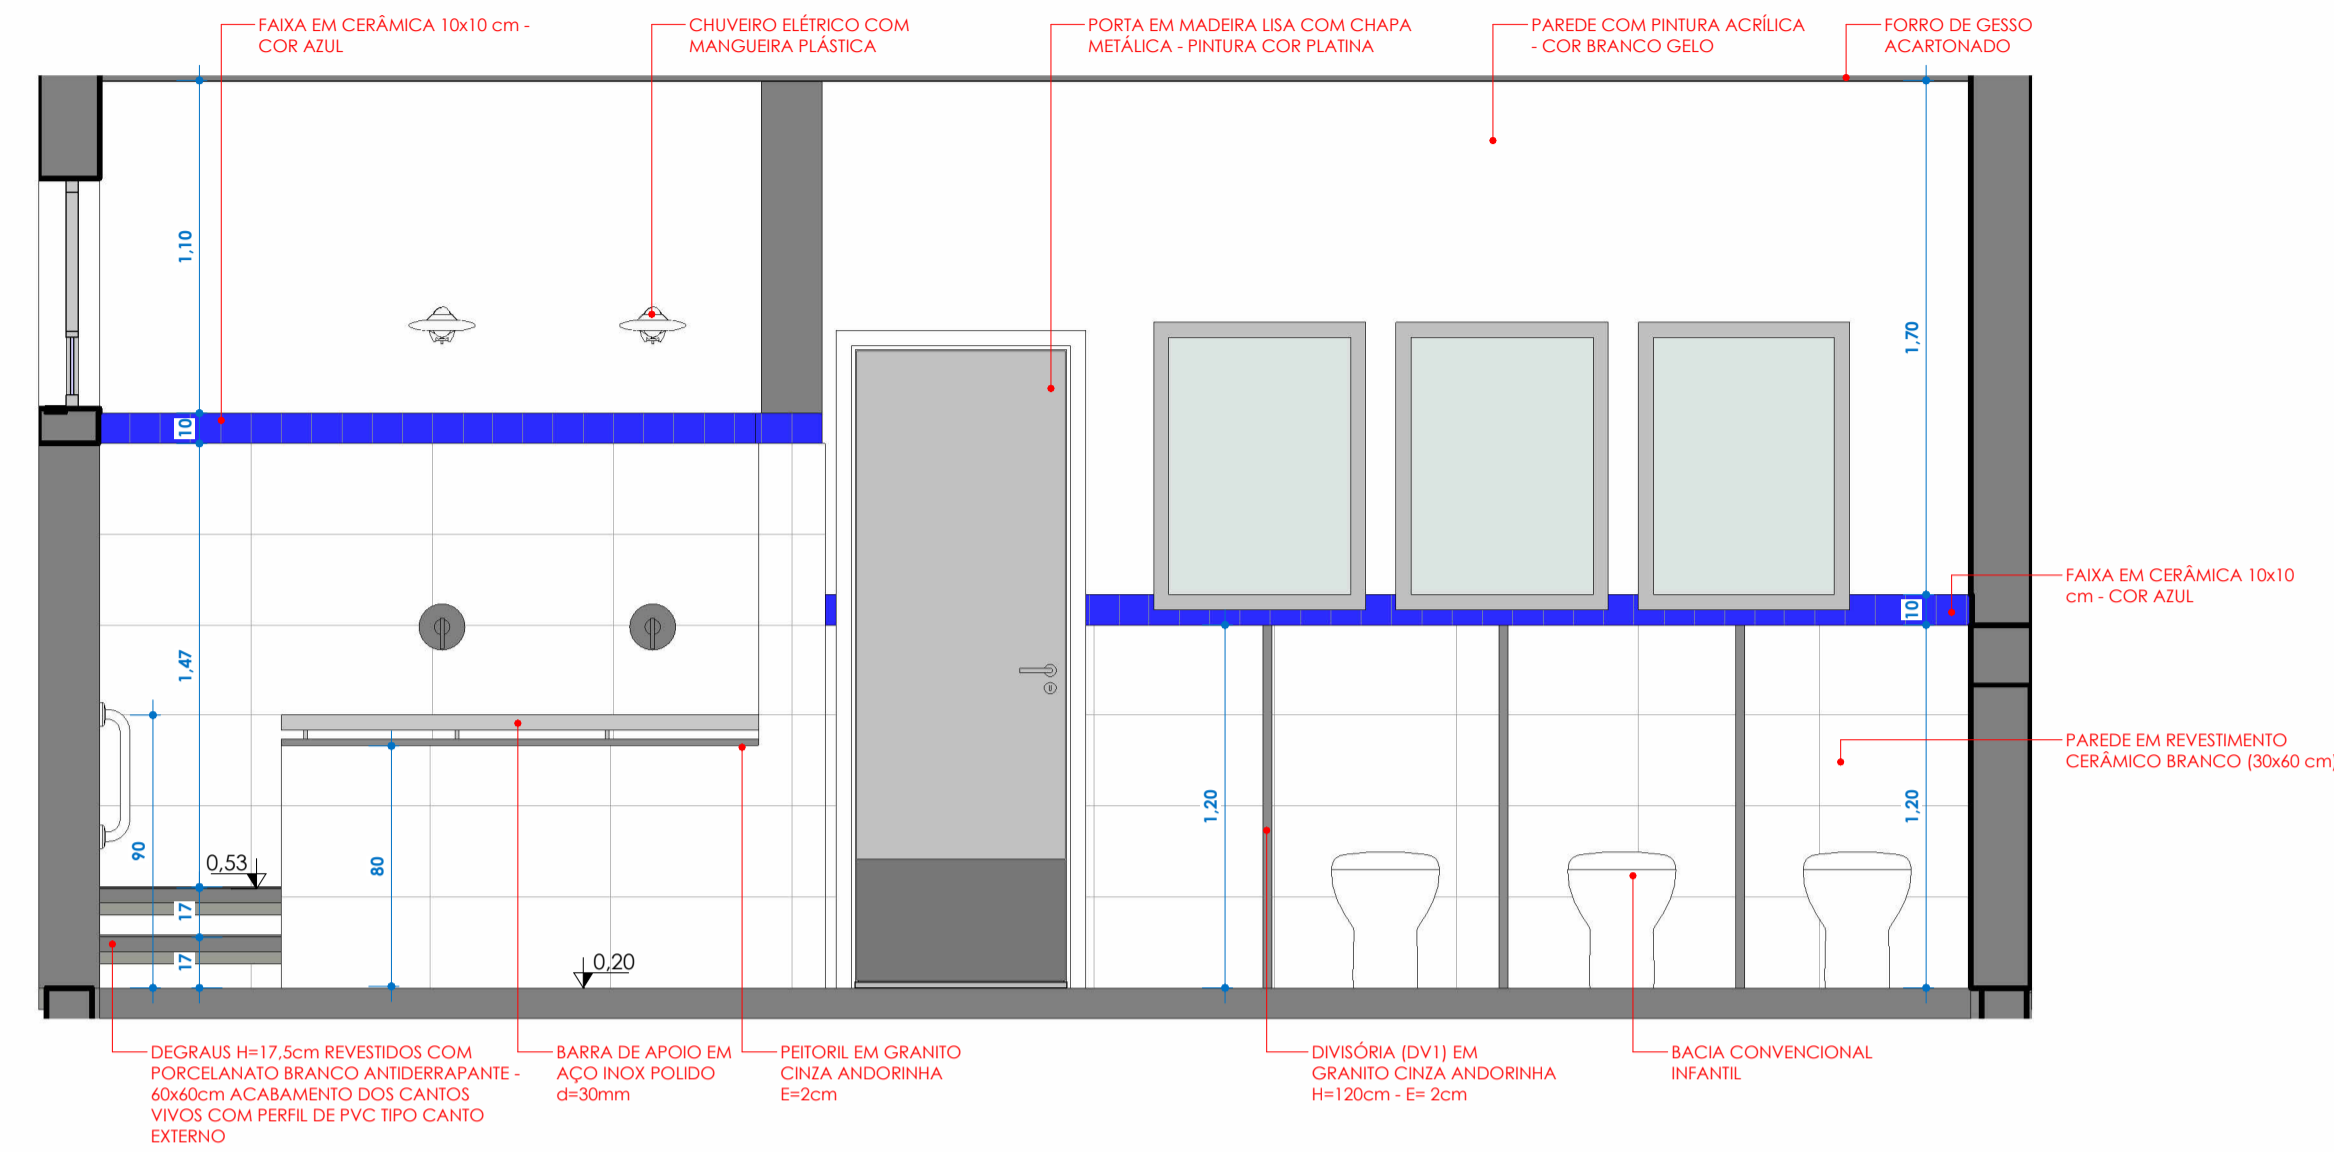 FAIXA EM CERÂMICA 10x10 cm -
COR AZUL
CHUVEIRO ELÉTRICO COM
MANGUEIRA PLÁSTICA
PORTA EM MADEIRA LISA COM CHAPA
METÁLICA - PINTURA COR PLATINA
PAREDE COM PINTURA ACRÍLICA
- COR BRANCO GELO
FORRO DE GESSO
ACARTONADO
1,10
1,70
10
FAIXA EM CERÂMICA 10x10
cm - COR AZUL
10
1,47
PAREDE EM REVESTIMENTO
CERÂMICO BRANCO (30x60 cm)
1,20
1,20
90
80
0,53
17
17
0,20
DEGRAUS H=17,5cm REVESTIDOS COM
PORCELANATO BRANCO ANTIDERRAPANTE -
60x60cm ACABAMENTO DOS CANTOS
VIVOS COM PERFIL DE PVC TIPO CANTO
EXTERNO
BARRA DE APOIO EM
AÇO INOX POLIDO
d=30mm
PEITORIL EM GRANITO
CINZA ANDORINHA
E=2cm
DIVISÓRIA (DV1) EM
GRANITO CINZA ANDORINHA
H=120cm - E= 2cm
BACIA CONVENCIONAL
INFANTIL